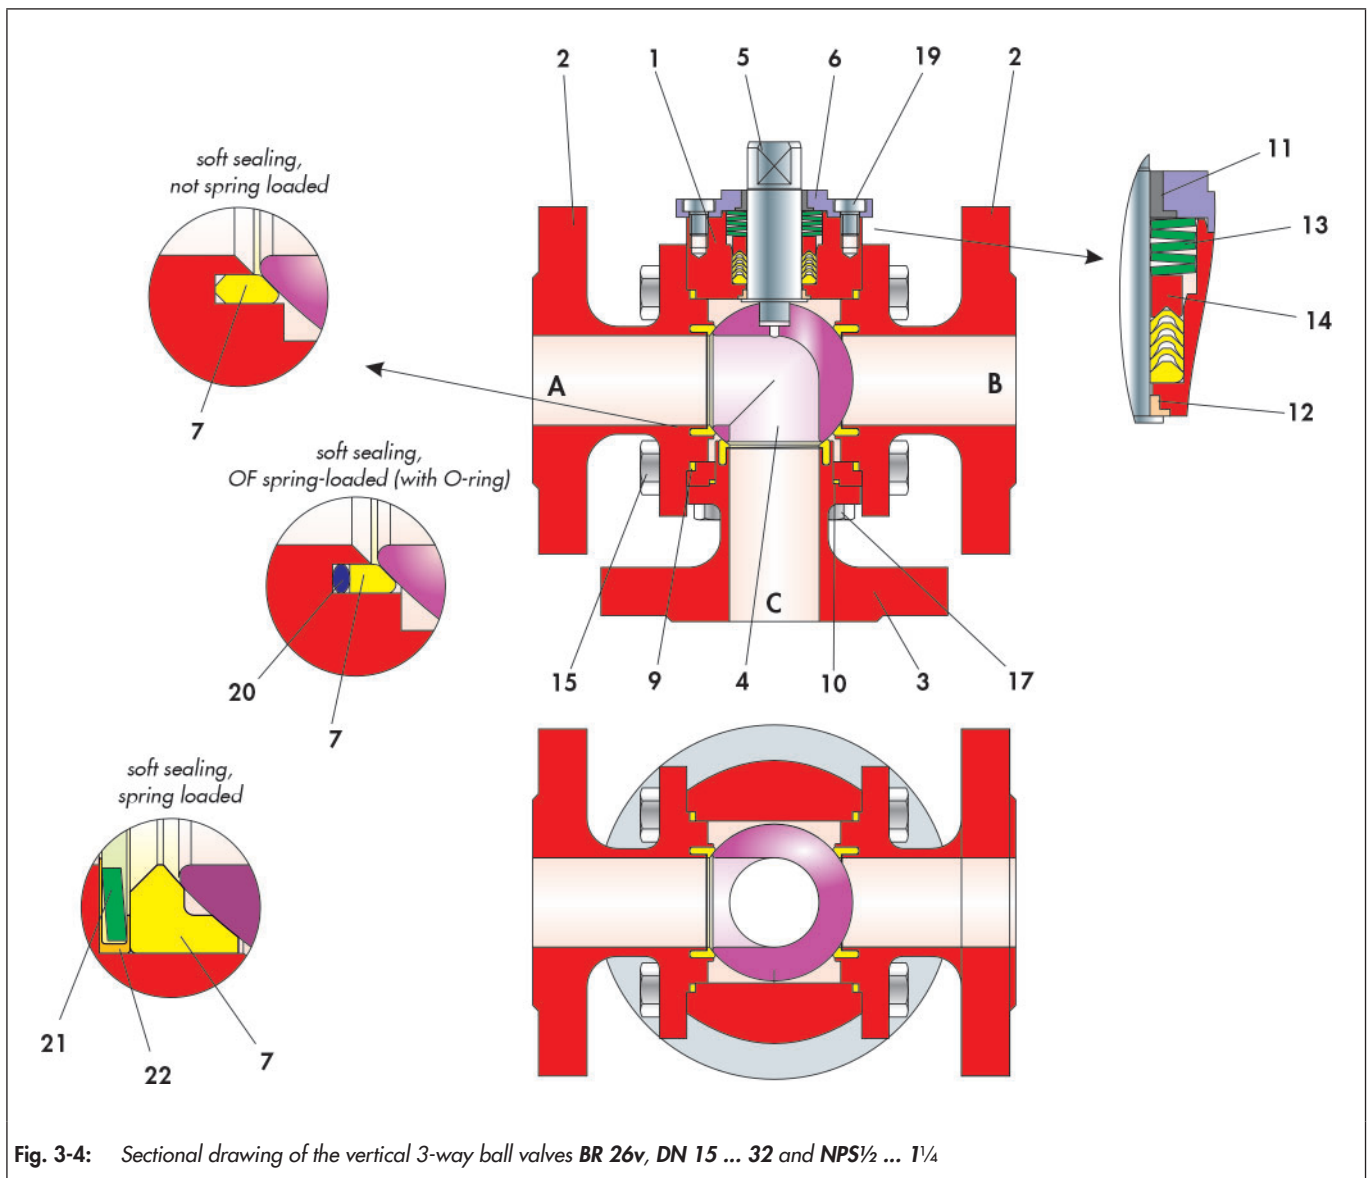 2 1 5 6 19 2
soft sealing,
not spring loaded
11
13
14
12
7
A B
soft sealing,
OF spring-loaded (with O-ring)
C
20
7
15 9 4 10 3 17
soft sealing,
spring loaded
21
22
7
Fig. 3-4: Sectional drawing of the vertical 3-way ball valves BR 26v, DN 15 ... 32 and NPS½ ... 1¼